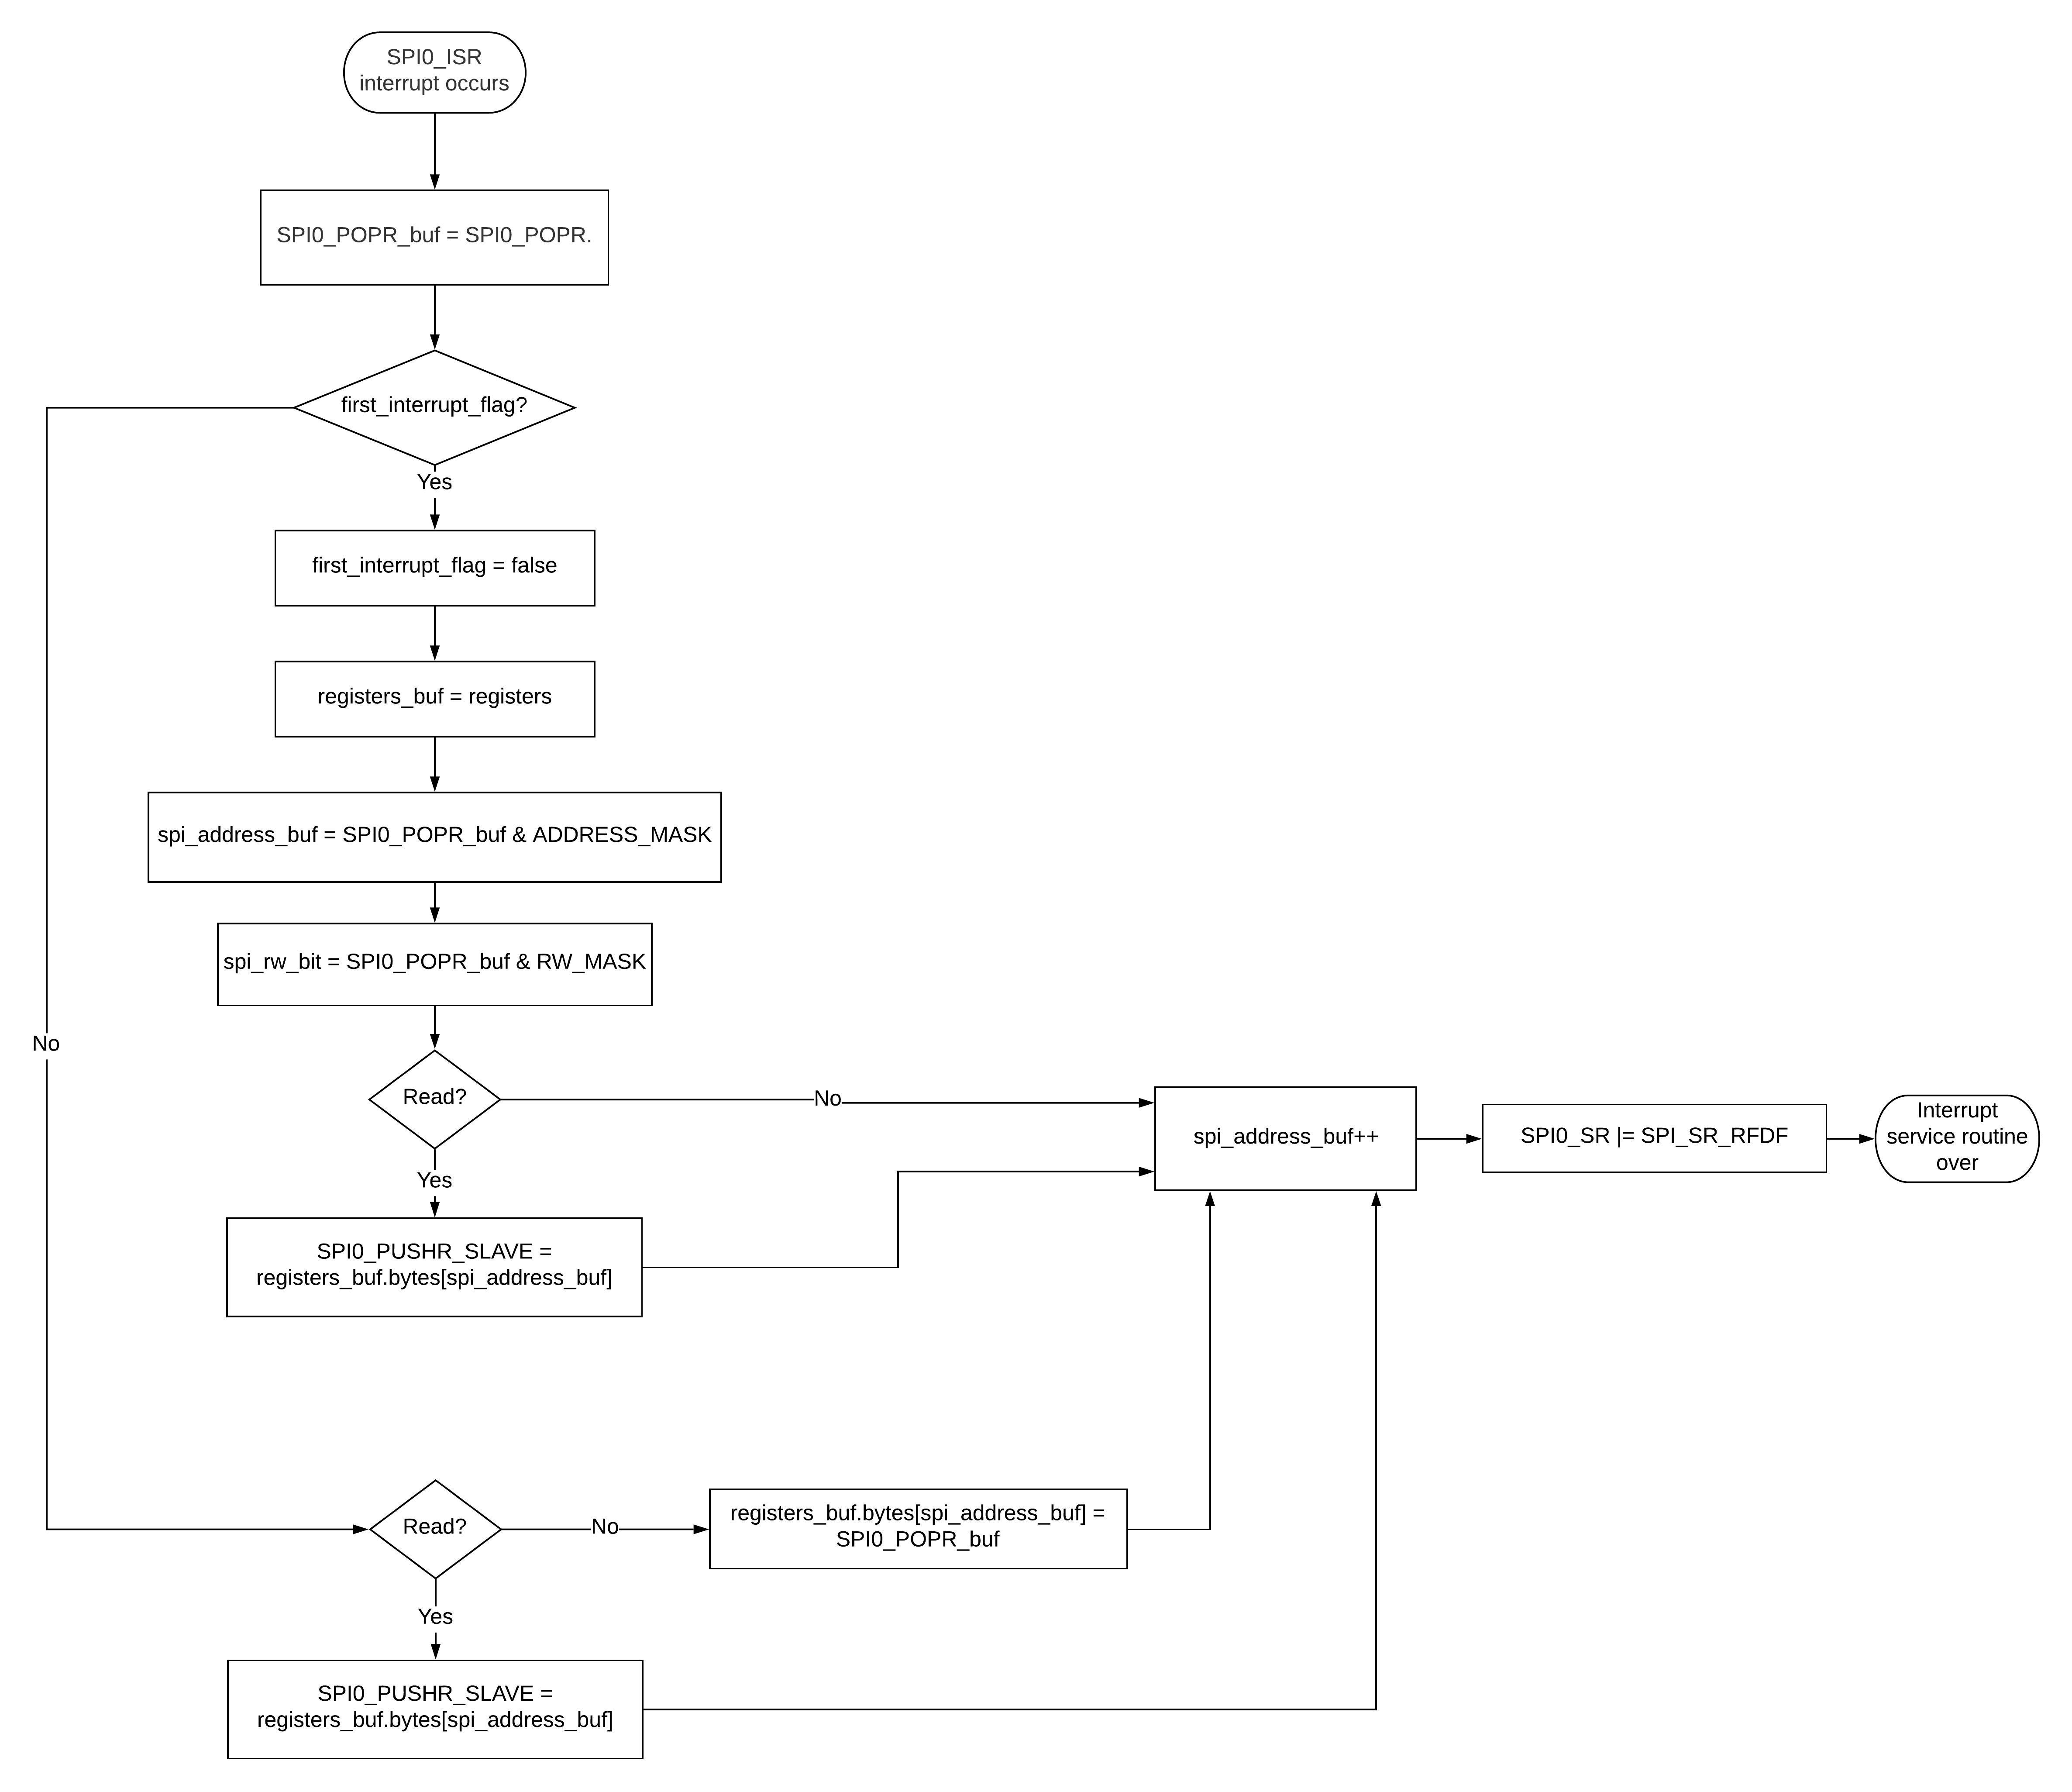 SPI0_ISR
interrupt occurs
SPI0_POPR_buf = SPI0_POPR.
first_interrupt_flag?
Yes
first_interrupt_flag = false
registers_buf = registers
spi_address_buf = SPI0_POPR_buf & ADDRESS_MASK
spi_rw_bit = SPI0_POPR_buf & RW_MASK
No
Read?
No
Yes
SPI0_PUSHR_SLAVE =
registers_buf.bytes[spi_address_buf]
spi_address_buf++
SPI0_SR |= SPI_SR_RFDF
Interrupt
service routine
over
Read?
No
registers_buf.bytes[spi_address_buf] =
SPI0_POPR_buf
Yes
SPI0_PUSHR_SLAVE =
registers_buf.bytes[spi_address_buf]